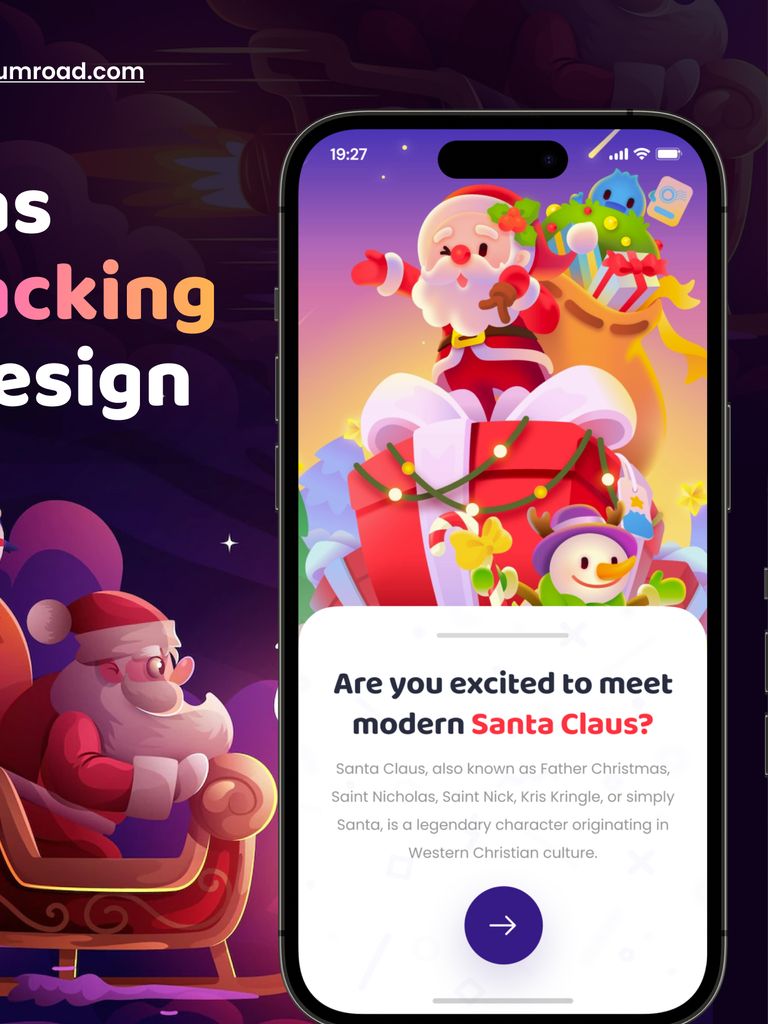 umroad.com
as
acking
esign
19:27
Are you excited to meet
modern Santa Claus?
Santa Claus, also known as Father Christmas,
Saint Nicholas, Saint Nick, Kris Kringle, or simply
Santa, is a legendary character originating in
Western Christian culture.